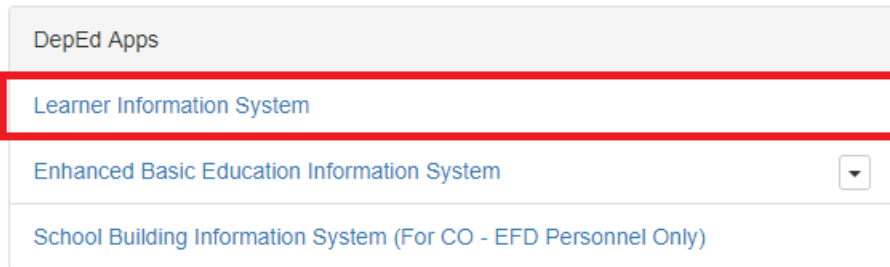 DepEd Apps
Learner Information System
Enhanced Basic Education Information System
School Building Information System (For CO - EFD Personnel Only)